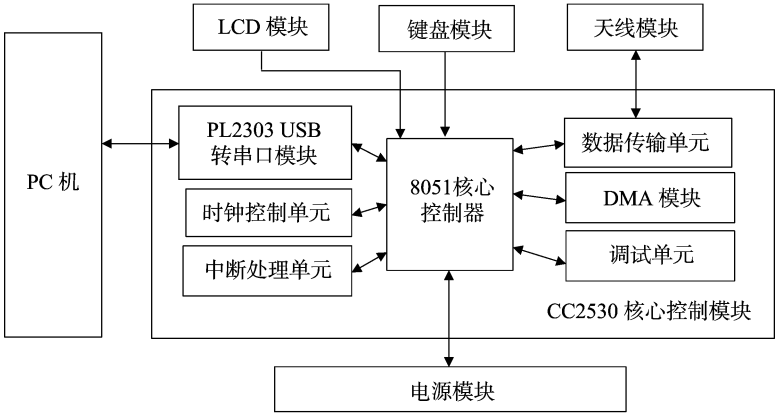 LCD 模块
键盘模块
天线模块
PC 机
PL2303 USB
转串口模块
时钟控制单元
中断处理单元
8051核心
控制器
数据传输单元
DMA 模块
调试单元
CC2530 核心控制模块
电源模块